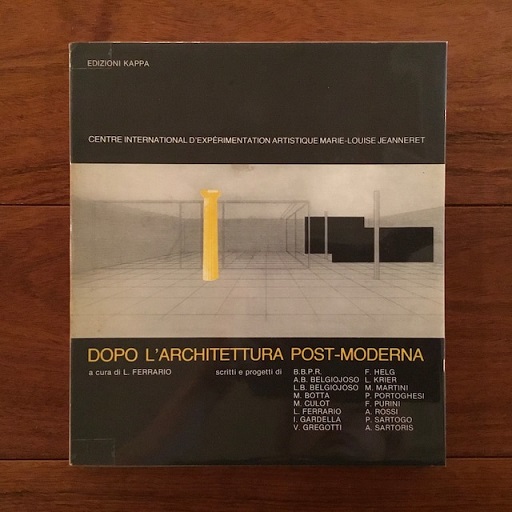 EDIZIONI KAPPA
CENTRE INTERNATIONAL D'EXPÉRIMENTATION ARTISTIQUE MARIE-LOUISE JEANNERET
DOPO L'ARCHITETTURA POST-MODERNA
a cura di L. FERRARIO
scritti e progetti di
B.B.P.R.
A.B. BELGIOJOSO
L.B. BELGIOJOSO
M. BOTTA
M. CULOT
L. FERRARIO
I. GARDELLA
V. GREGOTTI
F. HELG
L. KRIER
M. MARTINI
P. PORTOGHESI
F. PURINI
A. ROSSI
P. SARTOGO
A. SARTORIS